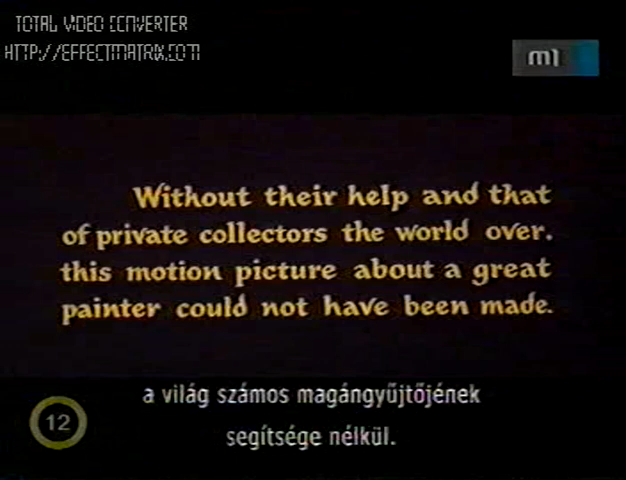 TOTAL VIDEO CONVERTER
HTTP://EFFECTMATRIX.COM
m1
Without their help and that
of private collectors the world over.
this motion picture about a great
painter could not have been made.
a világ számos magángyűjtőjének
segítsége nélkül.
12